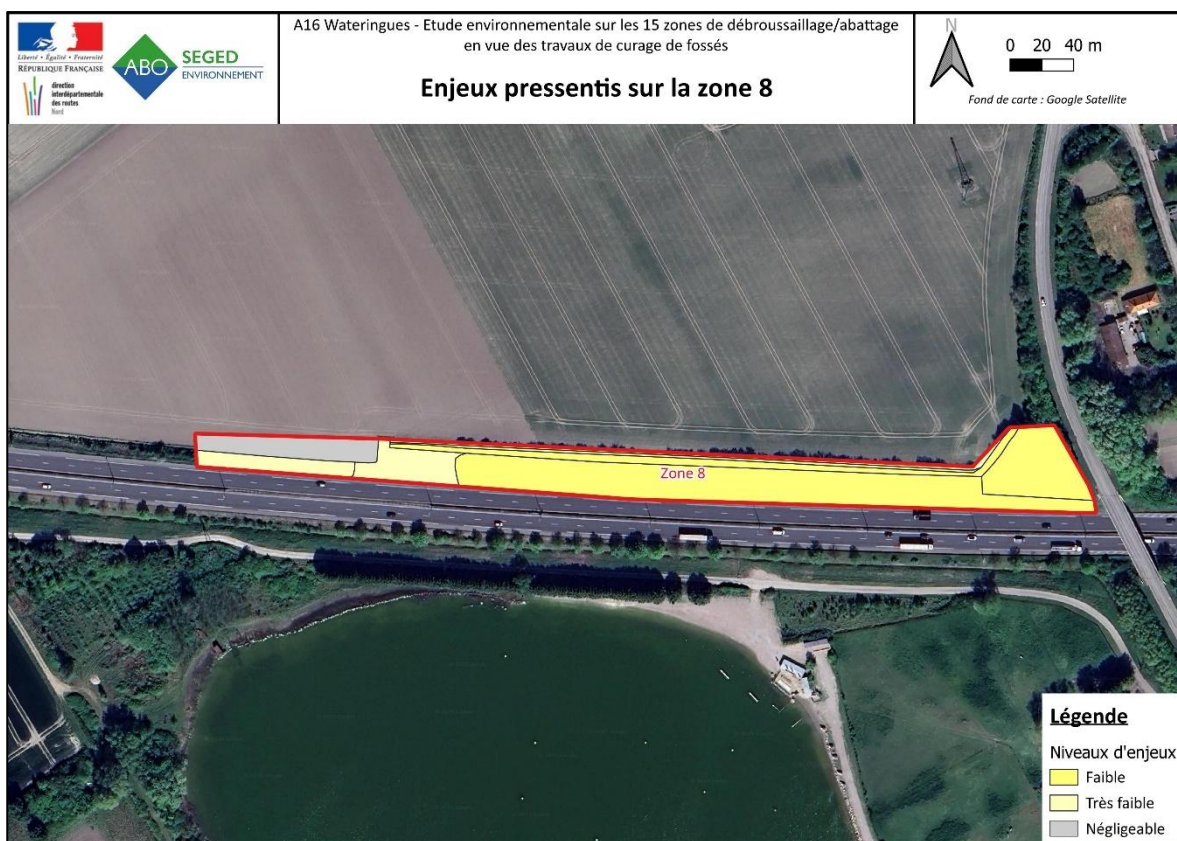 Liberté • Égalité • Fraternité
RÉPUBLIQUE FRANÇAISE
direction
interdépartementale
des routes
Nord
ABO
SEGED
ENVIRONNEMENT
A16 Wateringues - Etude environnementale sur les 15 zones de débroussaillage/abattage
en vue des travaux de curage de fossés
Enjeux pressentis sur la zone 8
N
0 20 40 m
Fond de carte : Google Satellite
Zone 8
Légende
Niveaux d'enjeux
Faible
Très faible
Négligeable